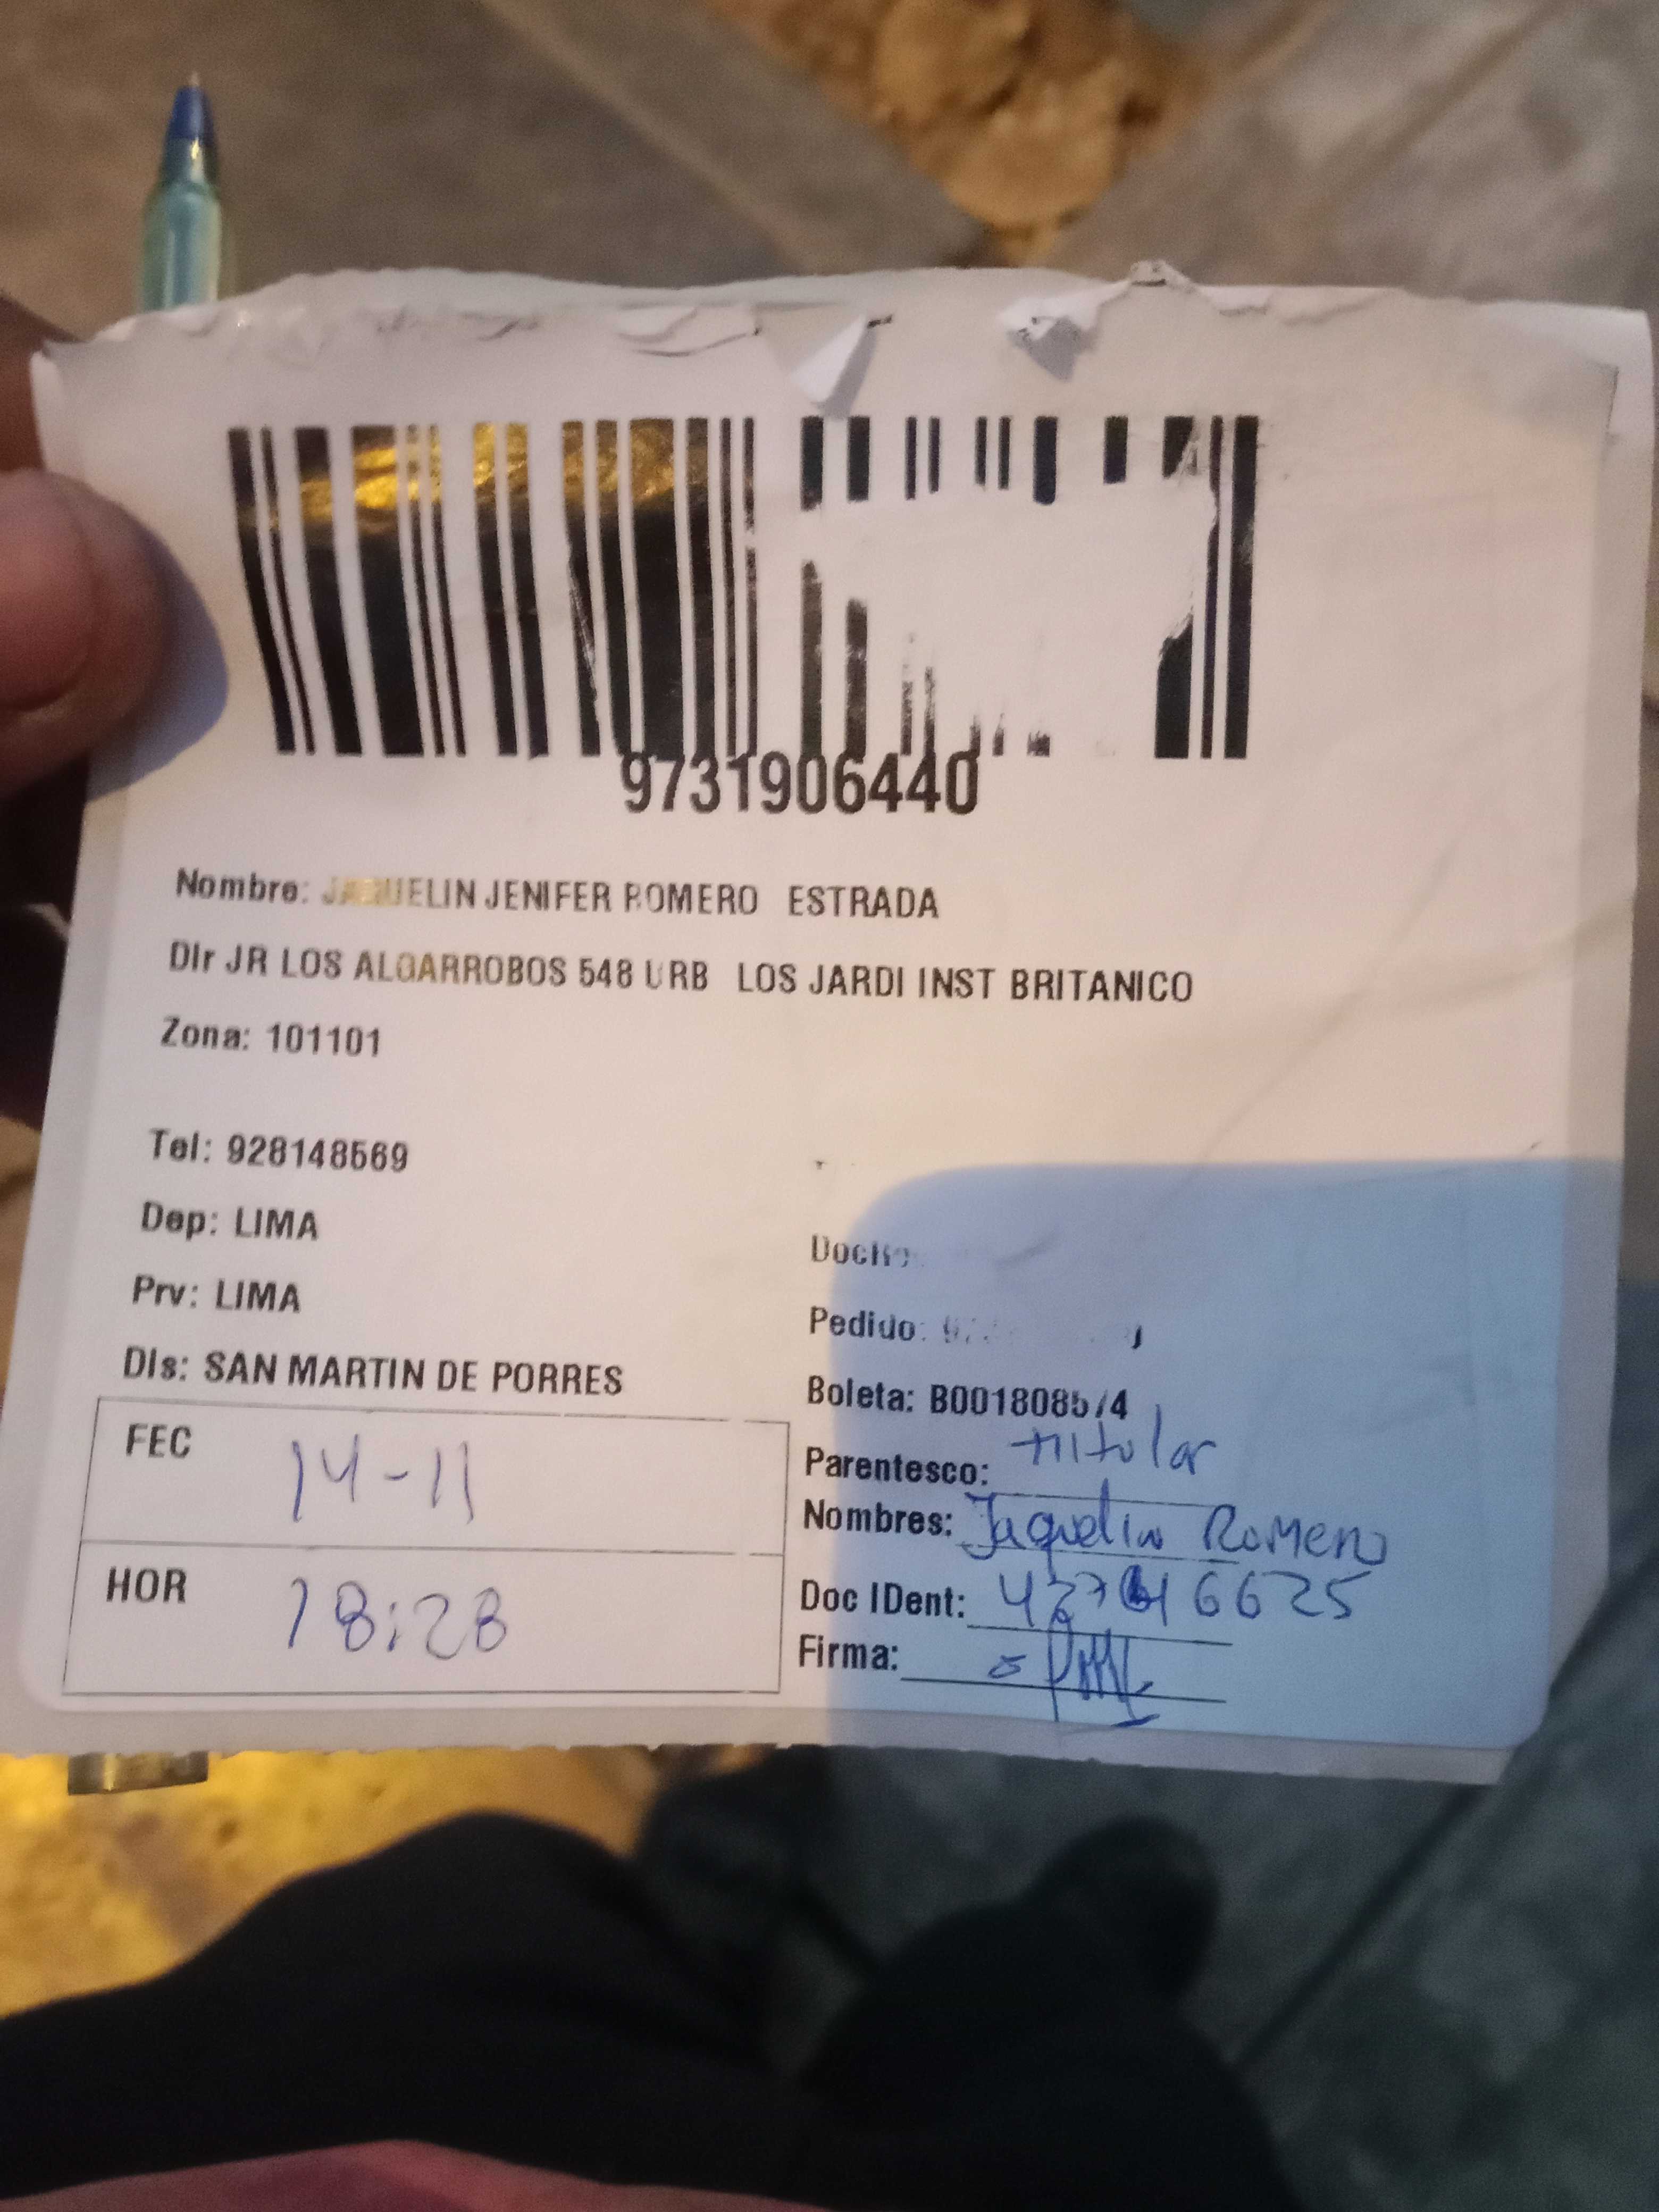 9731906440
Nombre: JAQUELIN JENIFER ROMERO ESTRADA
Dir JR LOS ALGARROBOS 548 URB LOS JARDI INST BRITANICO
Zona: 101101
Tel: 928148569
Dep: LIMA
Prv: LIMA
Dis: SAN MARTIN DE PORRES
Pedido:
Boleta: B001808574
Parentesco: titular
Nombres: Jaquelin Romero
Doc IDent:
Firma:
FEC 14-11
HOR 18:28